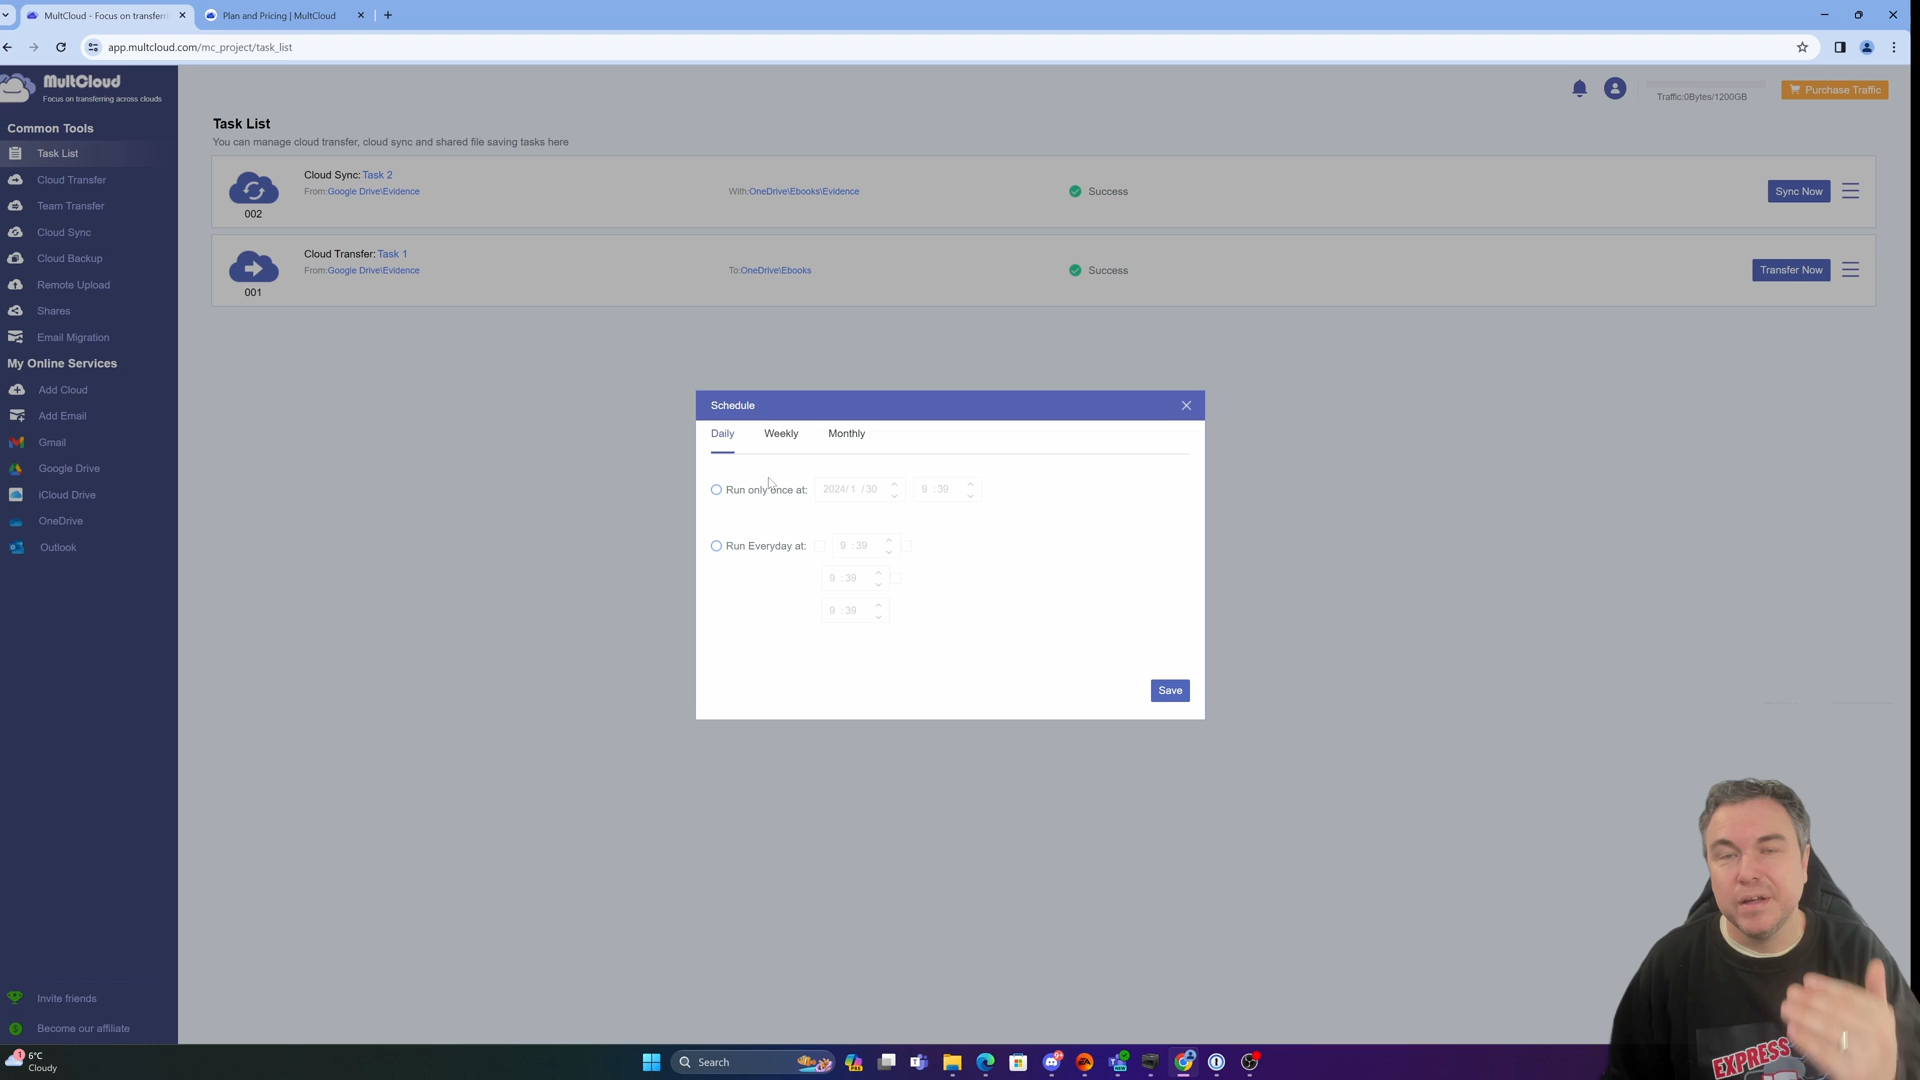 MultCloud - Focus on transferri
Plan and Pricing | MultCloud
app.multcloud.com/mc_project/task_list
MultCloud
Focus on transferring across clouds
Traffic:0Bytes/1200GB
Purchase Traffic
Common Tools
Task List
Cloud Transfer
Team Transfer
Cloud Sync
Cloud Backup
Remote Upload
Shares
Email Migration
My Online Services
Add Cloud
Add Email
Gmail
Google Drive
iCloud Drive
OneDrive
Outlook
Invite friends
Become our affiliate
Task List
You can manage cloud transfer, cloud sync and shared file saving tasks here
002
Cloud Sync: Task 2
From:Google Drive\Evidence
With:OneDrive\Ebooks\Evidence
Success
Sync Now
001
Cloud Transfer: Task 1
From:Google Drive\Evidence
To:OneDrive\Ebooks
Success
Transfer Now
Schedule
Daily Weekly Monthly
Run only once at: 2024/ 1 / 30 9 : 39
Run Everyday at: 9 : 39
9 : 39
9 : 39
Save
EXPRESS
1
6°C
Cloudy
Search